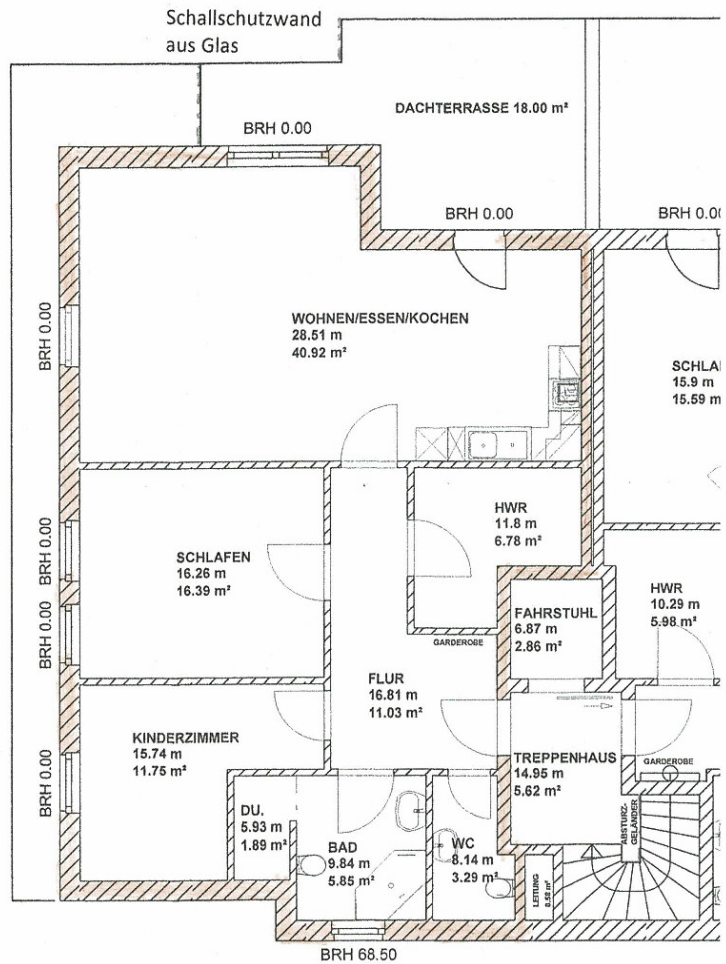 Schallschutzwand
aus Glas
DACHTERRASSE 18.00 m²
BRH 0.00
BRH 0.00
BRH 0.00
BRH 0.00
WOHNEN/ESSEN/KOCHEN
28.51 m
40.92 m²
SCHLA
15.9 m
15.59 m
BRH 0.00
SCHLAFEN
16.26 m
16.39 m²
HWR
11.8 m
6.78 m²
BRH 0.00
FAHRSTUHL
6.87 m
2.86 m²
HWR
10.29 m
5.98 m²
GARDEROBE
FLUR
16.81 m
11.03 m²
BRH 0.00
KINDERZIMMER
15.74 m
11.75 m²
TREPPENHAUS
14.95 m
5.62 m²
GARDEROBE
DU.
5.93 m
1.89 m²
BAD
9.84 m
5.85 m²
WC
8.14 m
3.29 m²
ABSTURZ-
GELÄNDER
LEITUNG
BRH 68.50